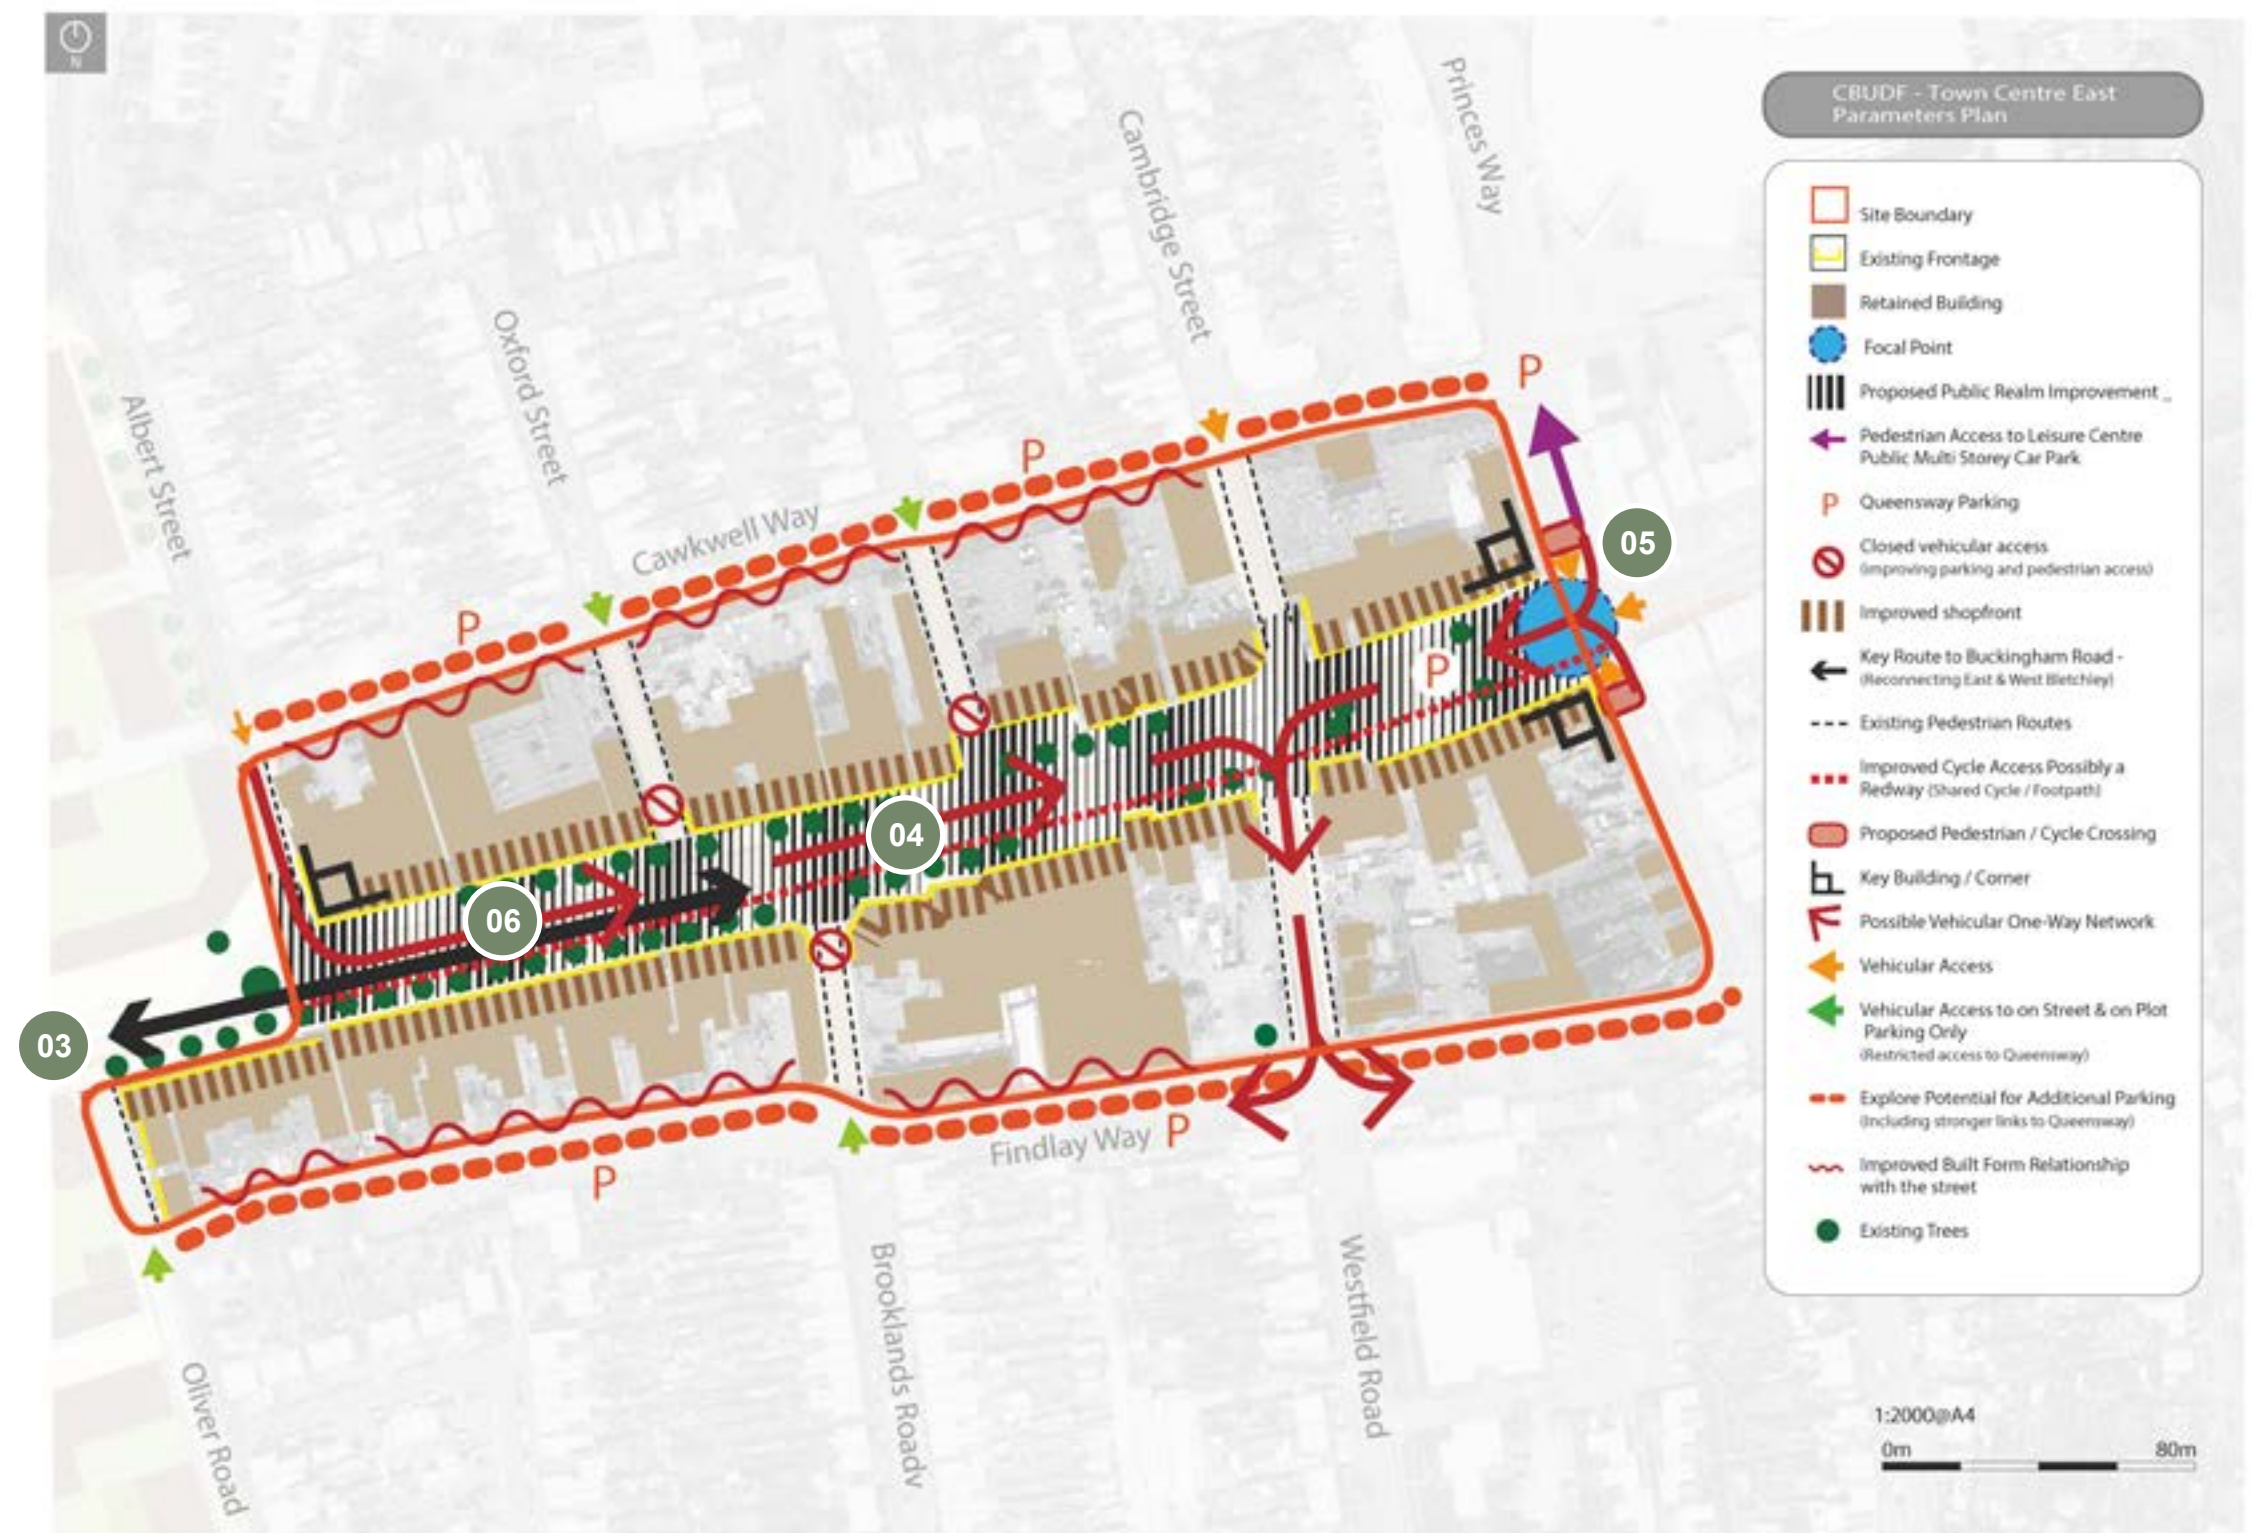 N
CBUDF - Town Centre East
Parameters Plan
Site Boundary
Existing Frontage
Retained Building
Focal Point
Proposed Public Realm Improvement
Pedestrian Access to Leisure Centre
Public Multi Storey Car Park
P Queensway Parking
Closed vehicular access
(improving parking and pedestrian access)
Improved shopfront
Key Route to Buckingham Road -
(Reconnecting East & West Bletchley)
Existing Pedestrian Routes
Improved Cycle Access Possibly a
Redway (Shared Cycle / Footpath)
Proposed Pedestrian / Cycle Crossing
Key Building / Corner
Possible Vehicular One-Way Network
Vehicular Access
Vehicular Access to on Street & on Plot
Parking Only
(Restricted access to Queensway)
Explore Potential for Additional Parking
(Including stronger links to Queensway)
Improved Built Form Relationship
with the street
Existing Trees
1:2000@A4
0m 80m
Princes Way
Cambridge Street
Oxford Street
Albert Street
Cawkwell Way
P
P
P
P
05
04
06
03
Findlay Way
P
P
Brooklands Roadv
Westfield Road
Oliver Road